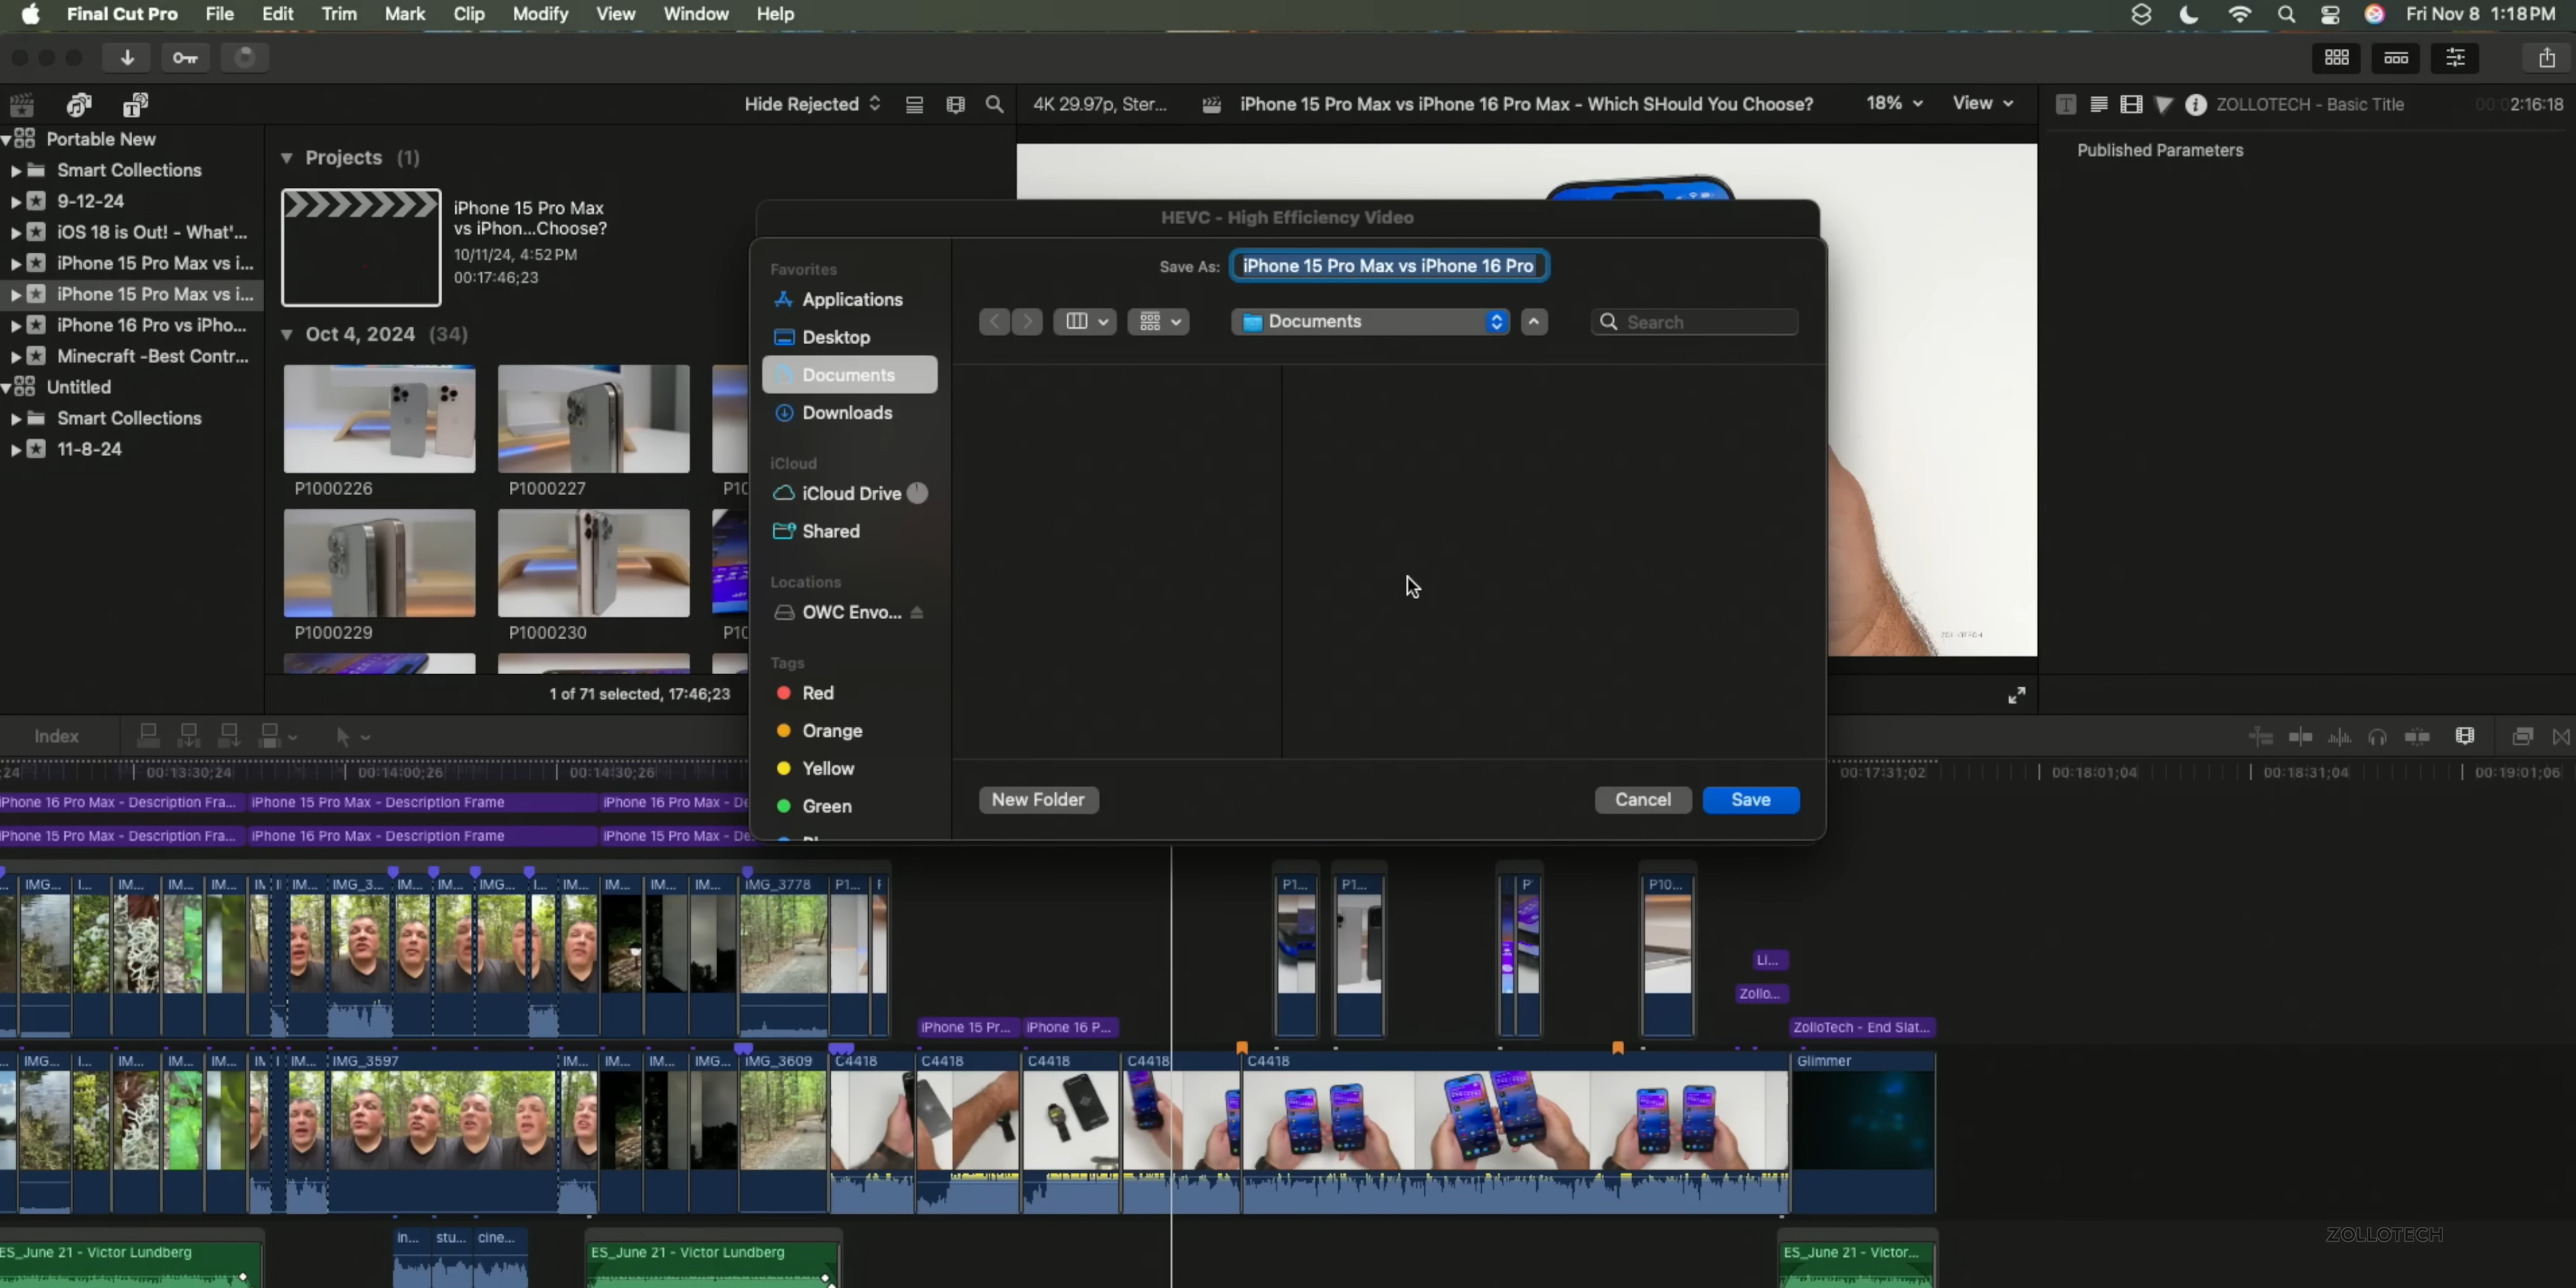 Final Cut Pro File Edit Trim Mark Clip Modify View Window Help
Fri Nov 8 1:18 PM
Hide Rejected
4K 29.97p, Ster...
iPhone 15 Pro Max vs iPhone 16 Pro Max - Which SHould You Choose?
18%
View
ZOLLOTECH - Basic Title
2:16:18
Published Parameters
Portable New
Smart Collections
9-12-24
iOS 18 is Out! - What'...
iPhone 15 Pro Max vs i...
iPhone 15 Pro Max vs i...
iPhone 16 Pro vs iPho...
Minecraft -Best Contr...
Untitled
Smart Collections
11-8-24
Projects (1)
iPhone 15 Pro Max
vs iPhon...Choose?
10/11/24, 4:52 PM
00:17:46;23
Oct 4, 2024 (34)
P1000226
P1000227
P1000229
P1000230
1 of 71 selected, 17:46;23
HEVC - High Efficiency Video
Save As: iPhone 15 Pro Max vs iPhone 16 Pro
Documents
Search
Favorites
Applications
Desktop
Documents
Downloads
iCloud
iCloud Drive
Shared
Locations
OWC Envo...
Tags
Red
Orange
Yellow
Green
New Folder
Cancel
Save
ZOLLOTECH
Index
00:13:30;24
00:14:00;26
00:14:30;26
00:17:31;02
00:18:01;04
00:18:31;04
00:19:01;06
iPhone 16 Pro Max - Description Fra...
iPhone 15 Pro Max - Description Frame
iPhone 16 Pro Max - De
iPhone 15 Pro Max - Description Fra...
iPhone 16 Pro Max - Description Frame
iPhone 15 Pro Max - De
IMG... I... IM... IM... IM... IM... IMG_3... IM... IM... IMG... I... IM... IM... IM... IM... IMG_3778 P1...
P1... P1... P10...
Li...
Zollo...
iPhone 15 Pr... iPhone 16 P...
ZolloTech - End Slat...
IMG... I... IM... IM... IM... IM... IMG_3597 IM... IM... IM... IMG... IMG_3609 C4418 C4418 C4418 C4418 C4418 Glimmer
in... stu... cine...
ES_June 21 - Victor Lundberg
ES_June 21 - Victor Lundberg
ES_June 21 - Victor...
ZOLLOTECH